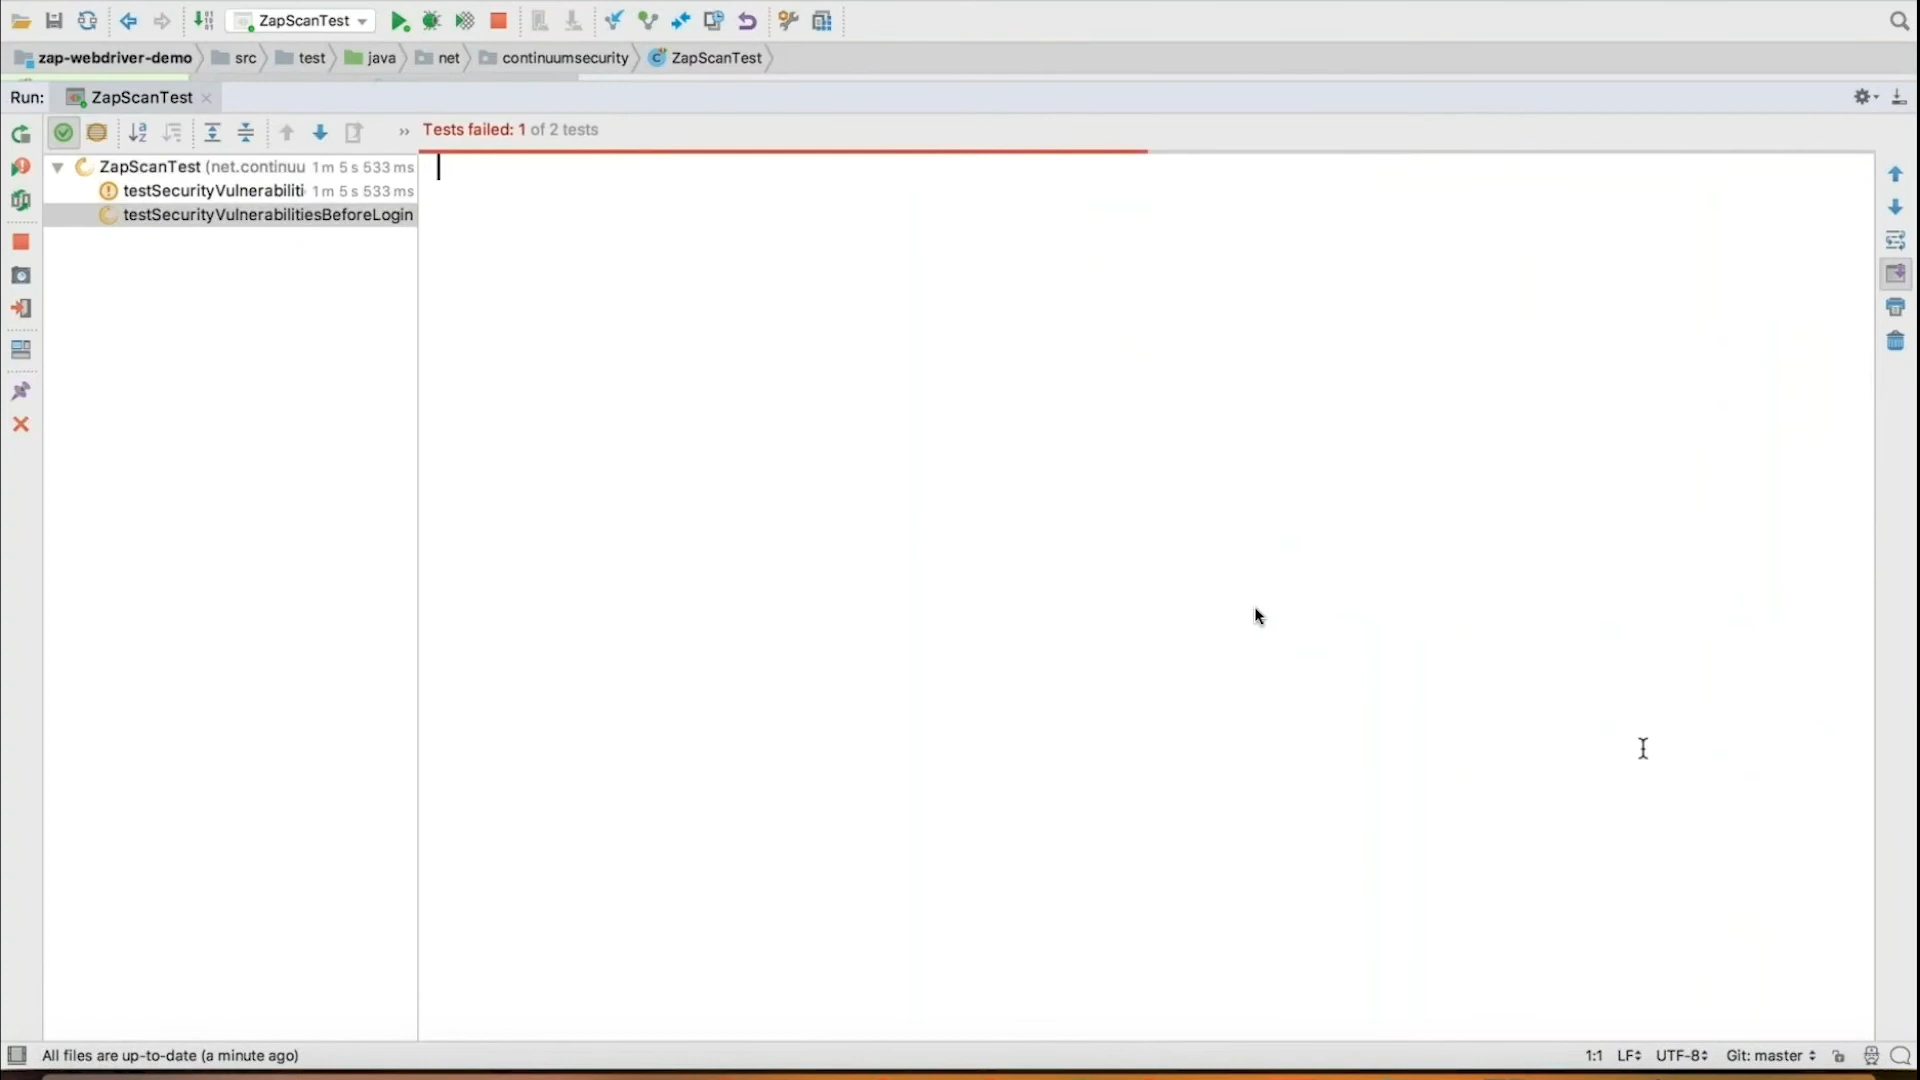 ZapScanTest
zap-webdriver-demo src test java net continuumsecurity ZapScanTest
Run: ZapScanTest
Tests failed: 1 of 2 tests
ZapScanTest (net.continuu 1 m 5 s 533 ms
testSecurityVulnerabiliti 1 m 5 s 533 ms
testSecurityVulnerabilitiesBeforeLogin
All files are up-to-date (a minute ago) 1:1 LF UTF-8 Git: master